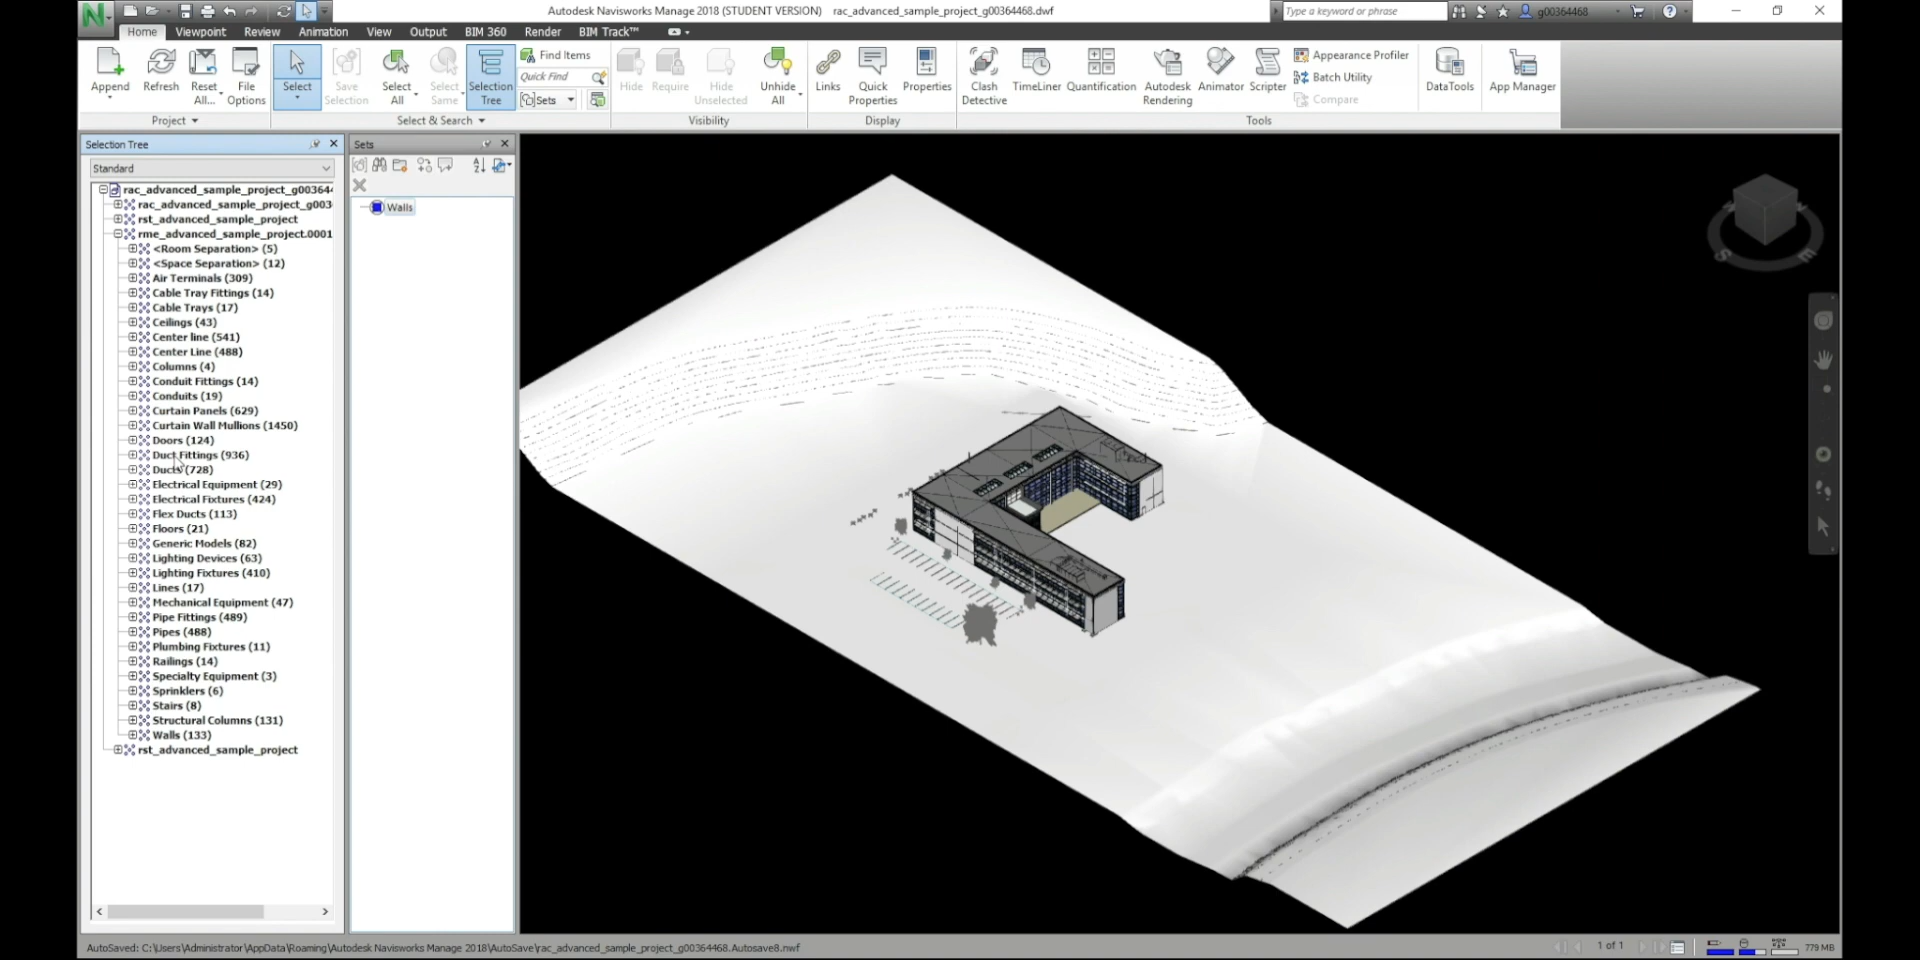 Autodesk Navisworks Manage 2018 (STUDENT VERSION) rac_advanced_sample_project_g00364468.dwf
Type a keyword or phrase
g00364468
Home Viewpoint Review Animation View Output BIM 360 Render BIM Track™
Append
Refresh
Reset All...
File Options
Select
Save Selection
Select All
Select Same
Selection Tree
Find Items
Quick Find
Sets
Hide
Require
Hide Unselected
Unhide All
Links
Quick Properties
Properties
Clash Detective
TimeLiner
Quantification
Autodesk Rendering
Animator
Scripter
Appearance Profiler
Batch Utility
Compare
DataTools
App Manager
Project
Select & Search
Visibility
Display
Tools
Selection Tree
Sets
Standard
Walls
rac_advanced_sample_project_g00364
rac_advanced_sample_project_g003
rst_advanced_sample_project
rme_advanced_sample_project.0001
<Room Separation> (5)
<Space Separation> (12)
Air Terminals (309)
Cable Tray Fittings (14)
Cable Trays (17)
Ceilings (43)
Center line (541)
Center Line (488)
Columns (4)
Conduit Fittings (14)
Conduits (19)
Curtain Panels (629)
Curtain Wall Mullions (1450)
Doors (124)
Duct Fittings (936)
Ducts (728)
Electrical Equipment (29)
Electrical Fixtures (424)
Flex Ducts (113)
Floors (21)
Generic Models (82)
Lighting Devices (63)
Lighting Fixtures (410)
Lines (17)
Mechanical Equipment (47)
Pipe Fittings (489)
Pipes (488)
Plumbing Fixtures (11)
Railings (14)
Specialty Equipment (3)
Sprinklers (6)
Stairs (8)
Structural Columns (131)
Walls (133)
rst_advanced_sample_project
AutoSaved: C:\Users\Administrator\AppData\Roaming\Autodesk Navisworks Manage 2018\AutoSave\rac_advanced_sample_project_g00364468.Autosave8.nwf
1 of 1
779 MB